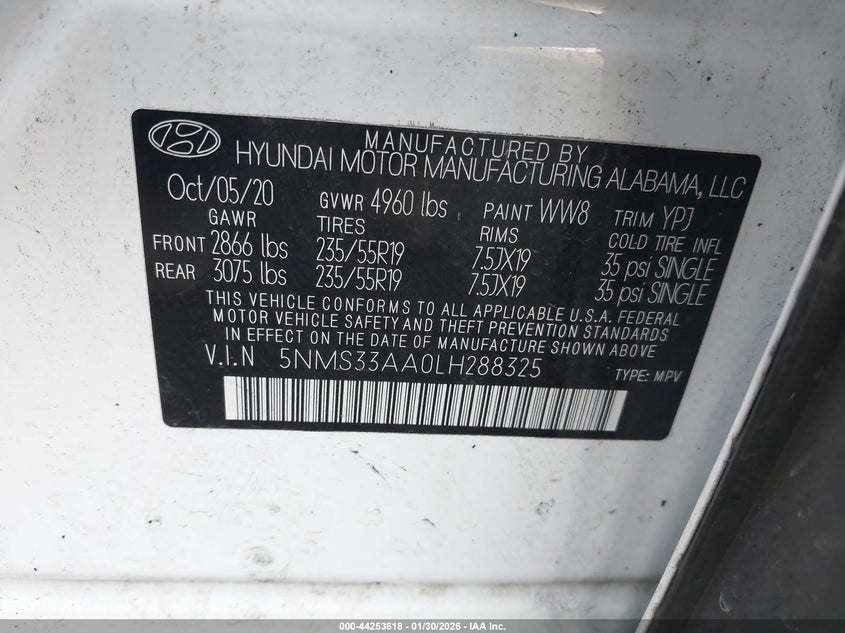 MANUFACTURED BY
HYUNDAI MOTOR MANUFACTURING ALABAMA, LLC
Oct/05/20 GVWR 4960 lbs PAINT WW8 TRIM YPJ
GAWR TIRES RIMS COLD TIRE INFL
FRONT 2866 lbs 235/55R19 7.5JX19 35 psi SINGLE
REAR 3075 lbs 235/55R19 7.5JX19 35 psi SINGLE
THIS VEHICLE CONFORMS TO ALL APPLICABLE U.S.A. FEDERAL
MOTOR VEHICLE SAFETY AND THEFT PREVENTION STANDARDS
IN EFFECT ON THE DATE OF MANUFACTURE SHOWN ABOVE
V.I.N 5NMS33AA0LH288325 TYPE: MPV
000-44253618 - 01/30/2026 - IAA Inc.